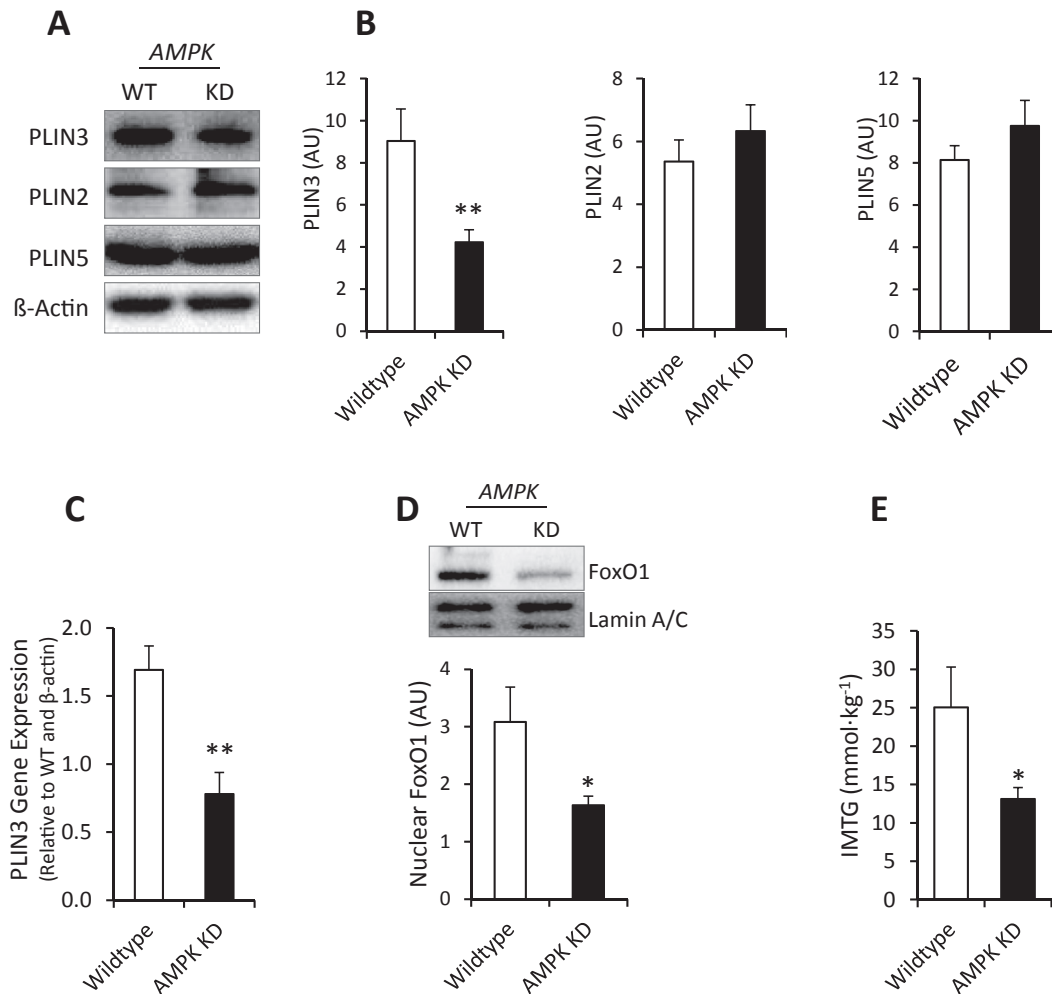 A
AMPK
WT KD
PLIN3
PLIN2
PLIN5
ß-Actin
B
PLIN3 (AU)
12
10
8
6
4
2
0
**
Wildtype
AMPK KD
PLIN2 (AU)
8
6
4
2
0
Wildtype
AMPK KD
PLIN5 (AU)
12
10
8
6
4
2
0
Wildtype
AMPK KD
C
PLIN3 Gene Expression
(Relative to WT and β-actin)
2.0
1.5
1.0
0.5
0.0
**
Wildtype
AMPK KD
D
AMPK
WT KD
FoxO1
Lamin A/C
Nuclear FoxO1 (AU)
4
3
2
1
0
*
Wildtype
AMPK KD
E
IMTG (mmol·kg⁻¹)
35
30
25
20
15
10
5
0
*
Wildtype
AMPK KD